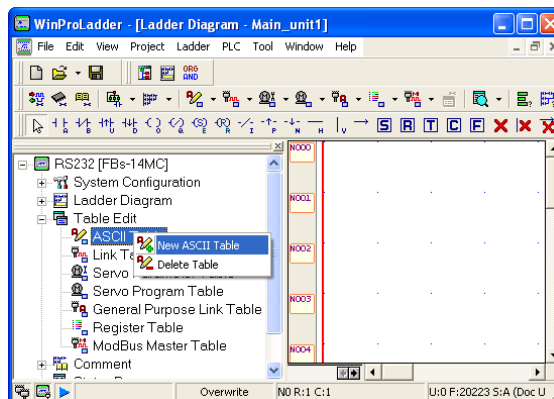 WinProLadder - [Ladder Diagram - Main_unit1]
File Edit View Project Ladder PLC Tool Window Help
ORG
AND
A B U D O Q S R I P N H V S R T C F
N000
RS232 [FBs-14MC]
System Configuration
N001
Ladder Diagram
Table Edit
ASCII
New ASCII Table
Link Ta
N002
Delete Table
Servo
Servo Program Table
General Purpose Link Table
N003
Register Table
ModBus Master Table
N004
Comment
Overwrite N0 R:1 C:1 U:0 F:20223 S:A (Doc U